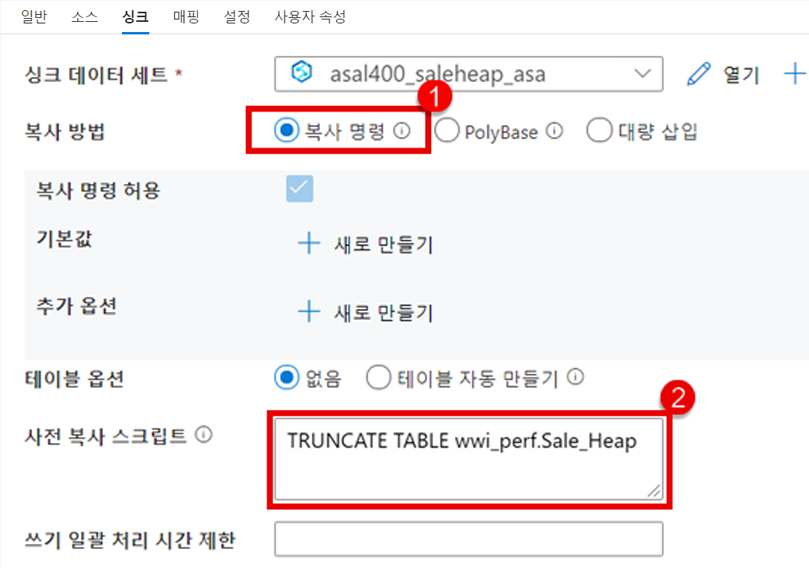 일반 소스 싱크 매핑 설정 사용자 속성
싱크 데이터 세트 * asal400_saleheap_asa 열기
1
복사 방법 복사 명령 PolyBase 대량 삽입
복사 명령 허용
기본값 새로 만들기
추가 옵션 새로 만들기
테이블 옵션 없음 테이블 자동 만들기
2
사전 복사 스크립트 TRUNCATE TABLE wwi_perf.Sale_Heap
쓰기 일괄 처리 시간 제한